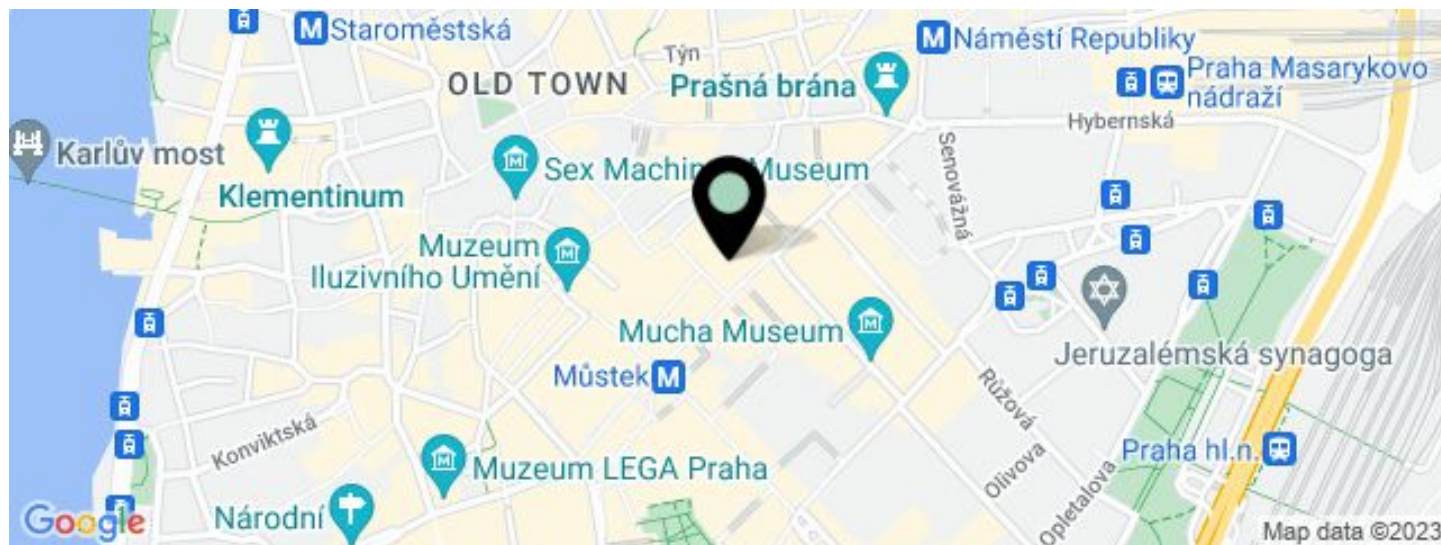 Staroměstská
Týn
Náměstí Republiky
OLD TOWN
Prašná brána
Praha Masarykovo
nádraží
Hybernská
Karlův most
Klementinum
Sex Machin Museum
Senovážná
Muzeum
Iluzivního Umění
Mucha Museum
Jeruzalémská synagoga
Můstek M
Růžová
Konviktská
Muzeum LEGA Praha
Praha hl.n.
Olivova
Opletalova
Národní
Google
Map data ©2023